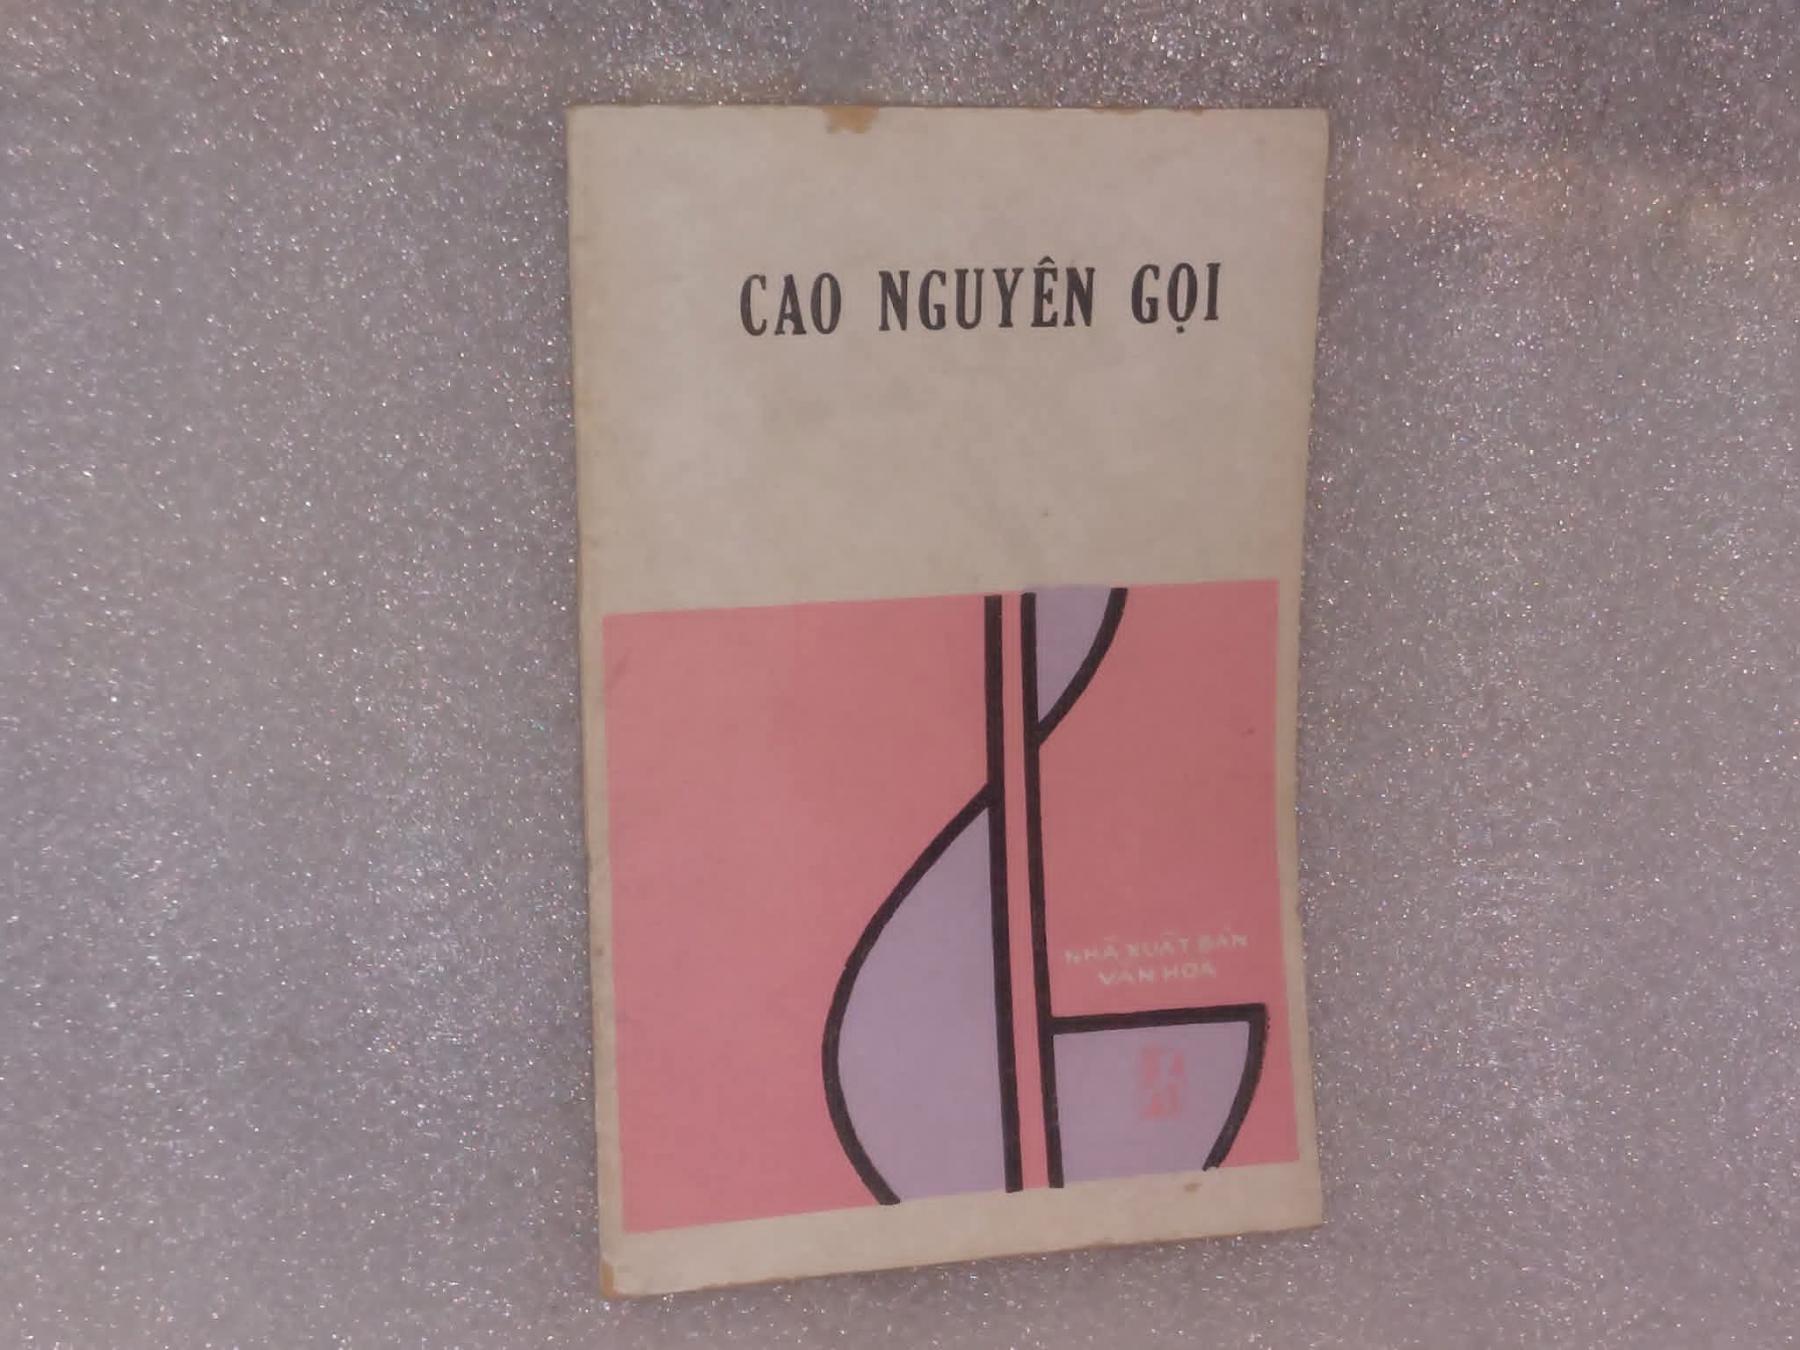 CAO NGUYÊN GỌI
NHÀ XUẤT BẢN
VĂN HÓA